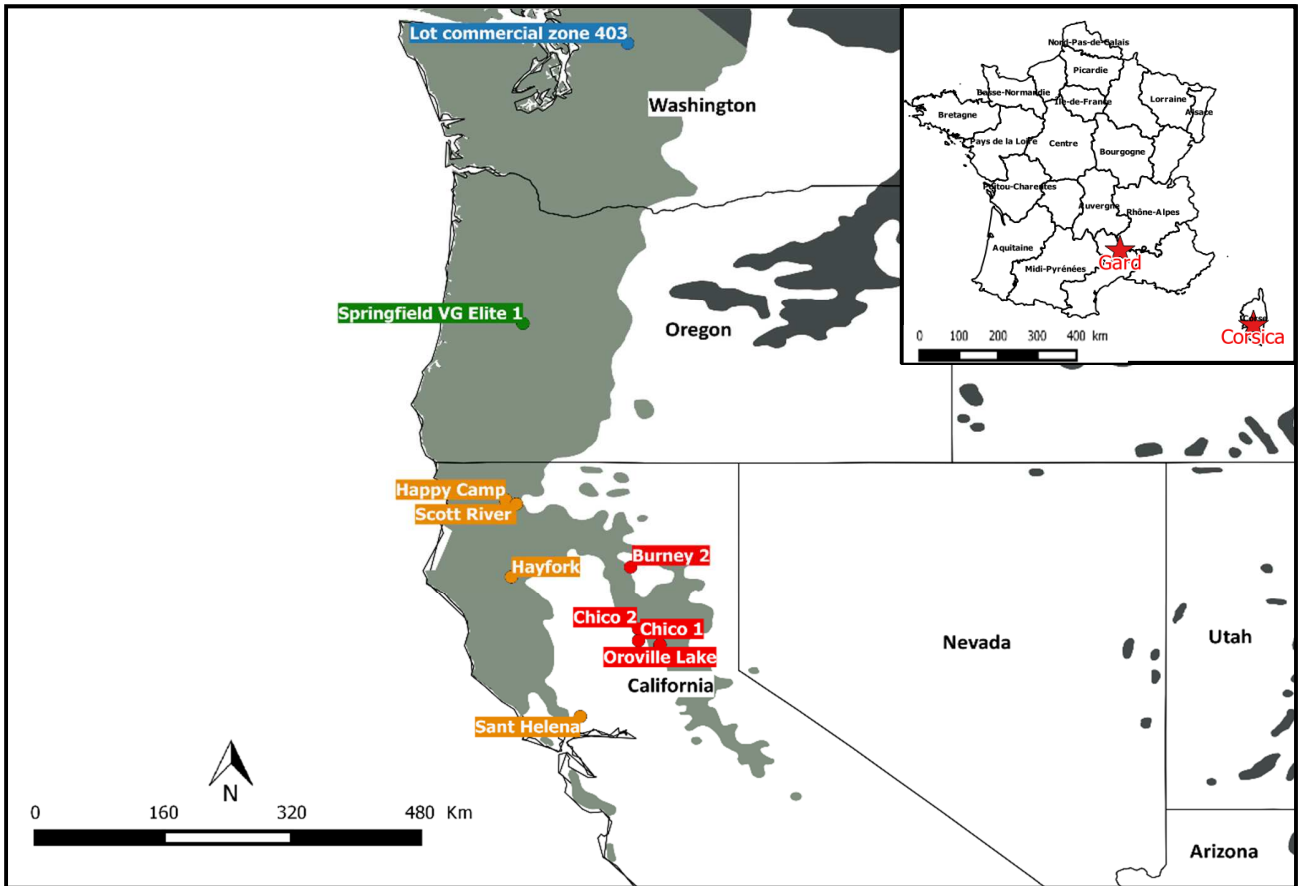 Lot commercial zone 403
Washington
Springfield VG Elite 1
Oregon
Happy Camp
Scott River
Hayfork
Burney 2
Chico 2
Chico 1
Oroville Lake
California
Sant Helena
Nevada
Utah
Arizona
N
0 160 320 480 Km
Nord-Pas-de-Calais
Picardie
Basse-Normandie
Île-de-France
Lorraine
Alsace
Bretagne
Pays de la Loire
Centre
Bourgogne
Poitou-Charentes
Auvergne
Rhône-Alpes
Aquitaine
Midi-Pyrénées
Gard
Corsica
0 100 200 300 400 km